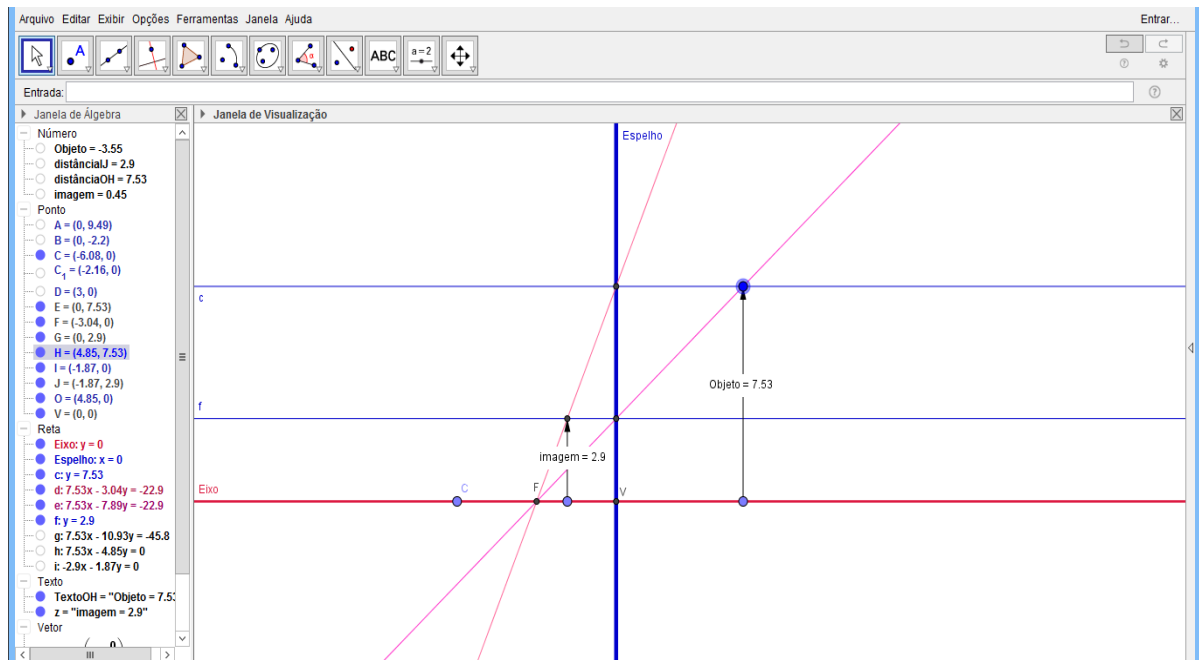 Arquivo Editar Exibir Opções Ferramentas Janela Ajuda
Entrar...
A
α
ABC
a=2
Entrada:
Janela de Álgebra
Janela de Visualização
Número
Objeto = -3.55
distânciaIJ = 2.9
distânciaOH = 7.53
imagem = 0.45
Ponto
A = (0, 9.49)
B = (0, -2.2)
C = (-6.08, 0)
C1 = (-2.16, 0)
D = (3, 0)
E = (0, 7.53)
F = (-3.04, 0)
G = (0, 2.9)
H = (4.85, 7.53)
I = (-1.87, 0)
J = (-1.87, 2.9)
O = (4.85, 0)
V = (0, 0)
Reta
Eixo: y = 0
Espelho: x = 0
c: y = 7.53
d: 7.53x - 3.04y = -22.9
e: 7.53x - 7.89y = -22.9
f: y = 2.9
g: 7.53x - 10.93y = -45.8
h: 7.53x - 4.85y = 0
i: -2.9x - 1.87y = 0
Texto
TextoOH = "Objeto = 7.5
z = "imagem = 2.9"
Vetor
Espelho
c
Objeto = 7.53
f
imagem = 2.9
Eixo
C
F
V